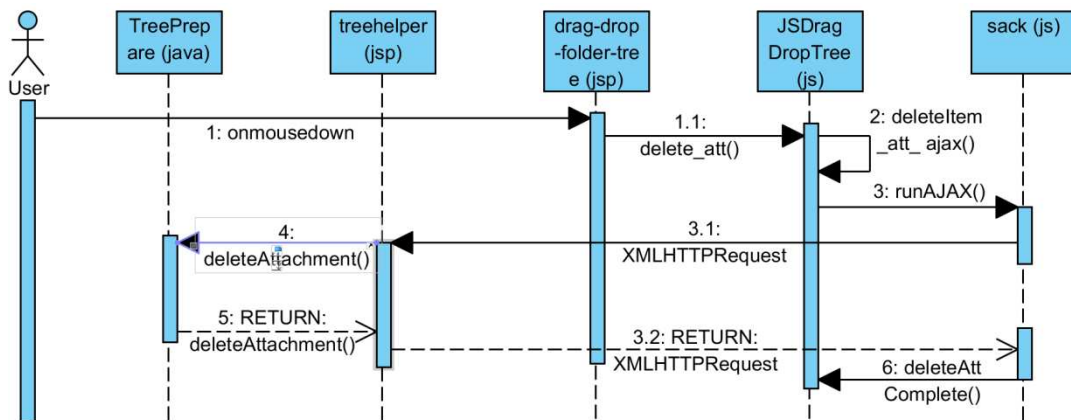 TreePrep
are (java)
treehelper
(jsp)
drag-drop
-folder-tre
e (jsp)
JSDrag
DropTree
(js)
sack (js)
User
1: onmousedown
1.1:
delete_att()
2: deleteItem
_att_ ajax()
3: runAJAX()
4:
deleteAttachment()
3.1:
XMLHTTPRequest
5: RETURN:
deleteAttachment()
3.2: RETURN:
XMLHTTPRequest
6: deleteAtt
Complete()